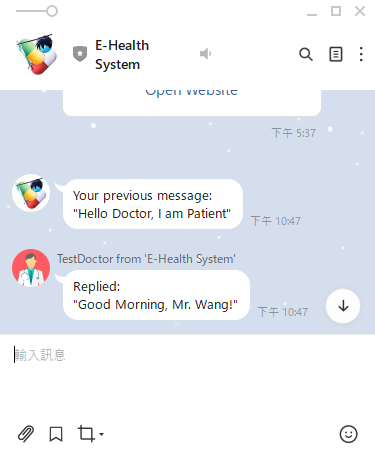 E-Health
System
Open Website
下午 5:37
Your previous message:
"Hello Doctor, I am Patient"
下午 10:47
TestDoctor from 'E-Health System'
Replied:
"Good Morning, Mr. Wang!"
下午 10:47
輸入訊息